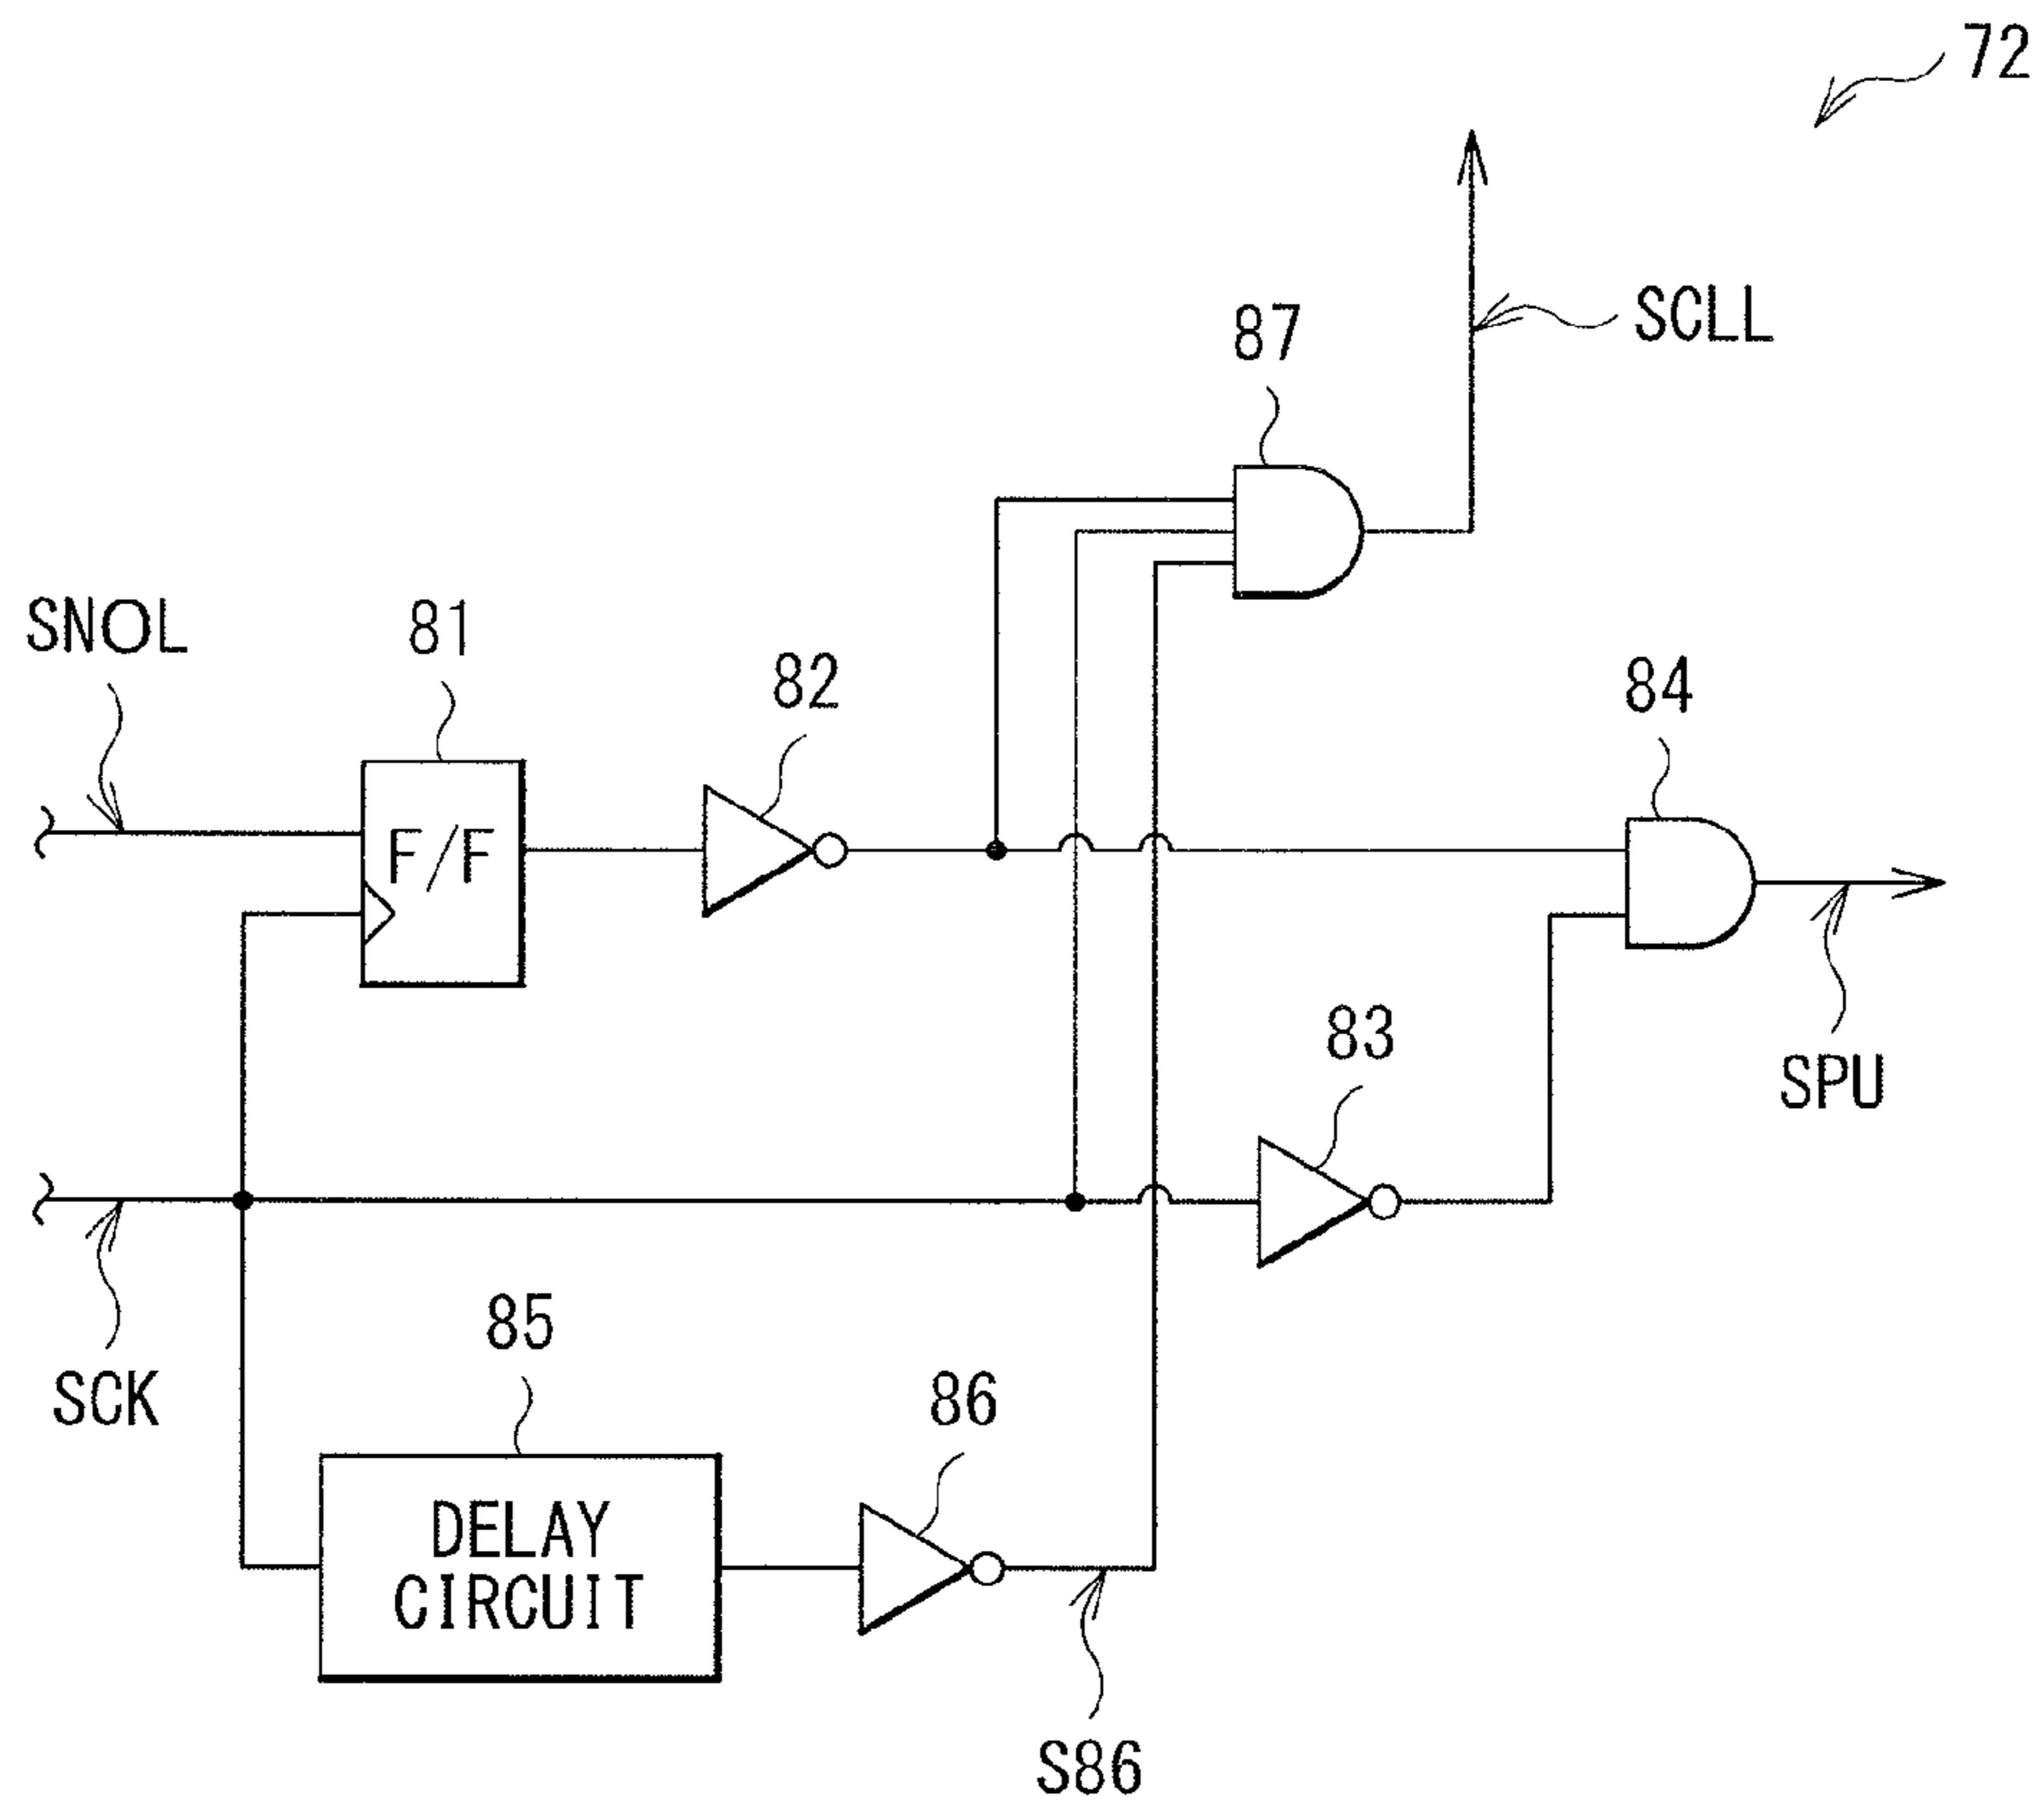 72
SCLL
87
SNOL
81
82
84
F/F
83
SPU
85
SCK
86
DELAY
CIRCUIT
S86